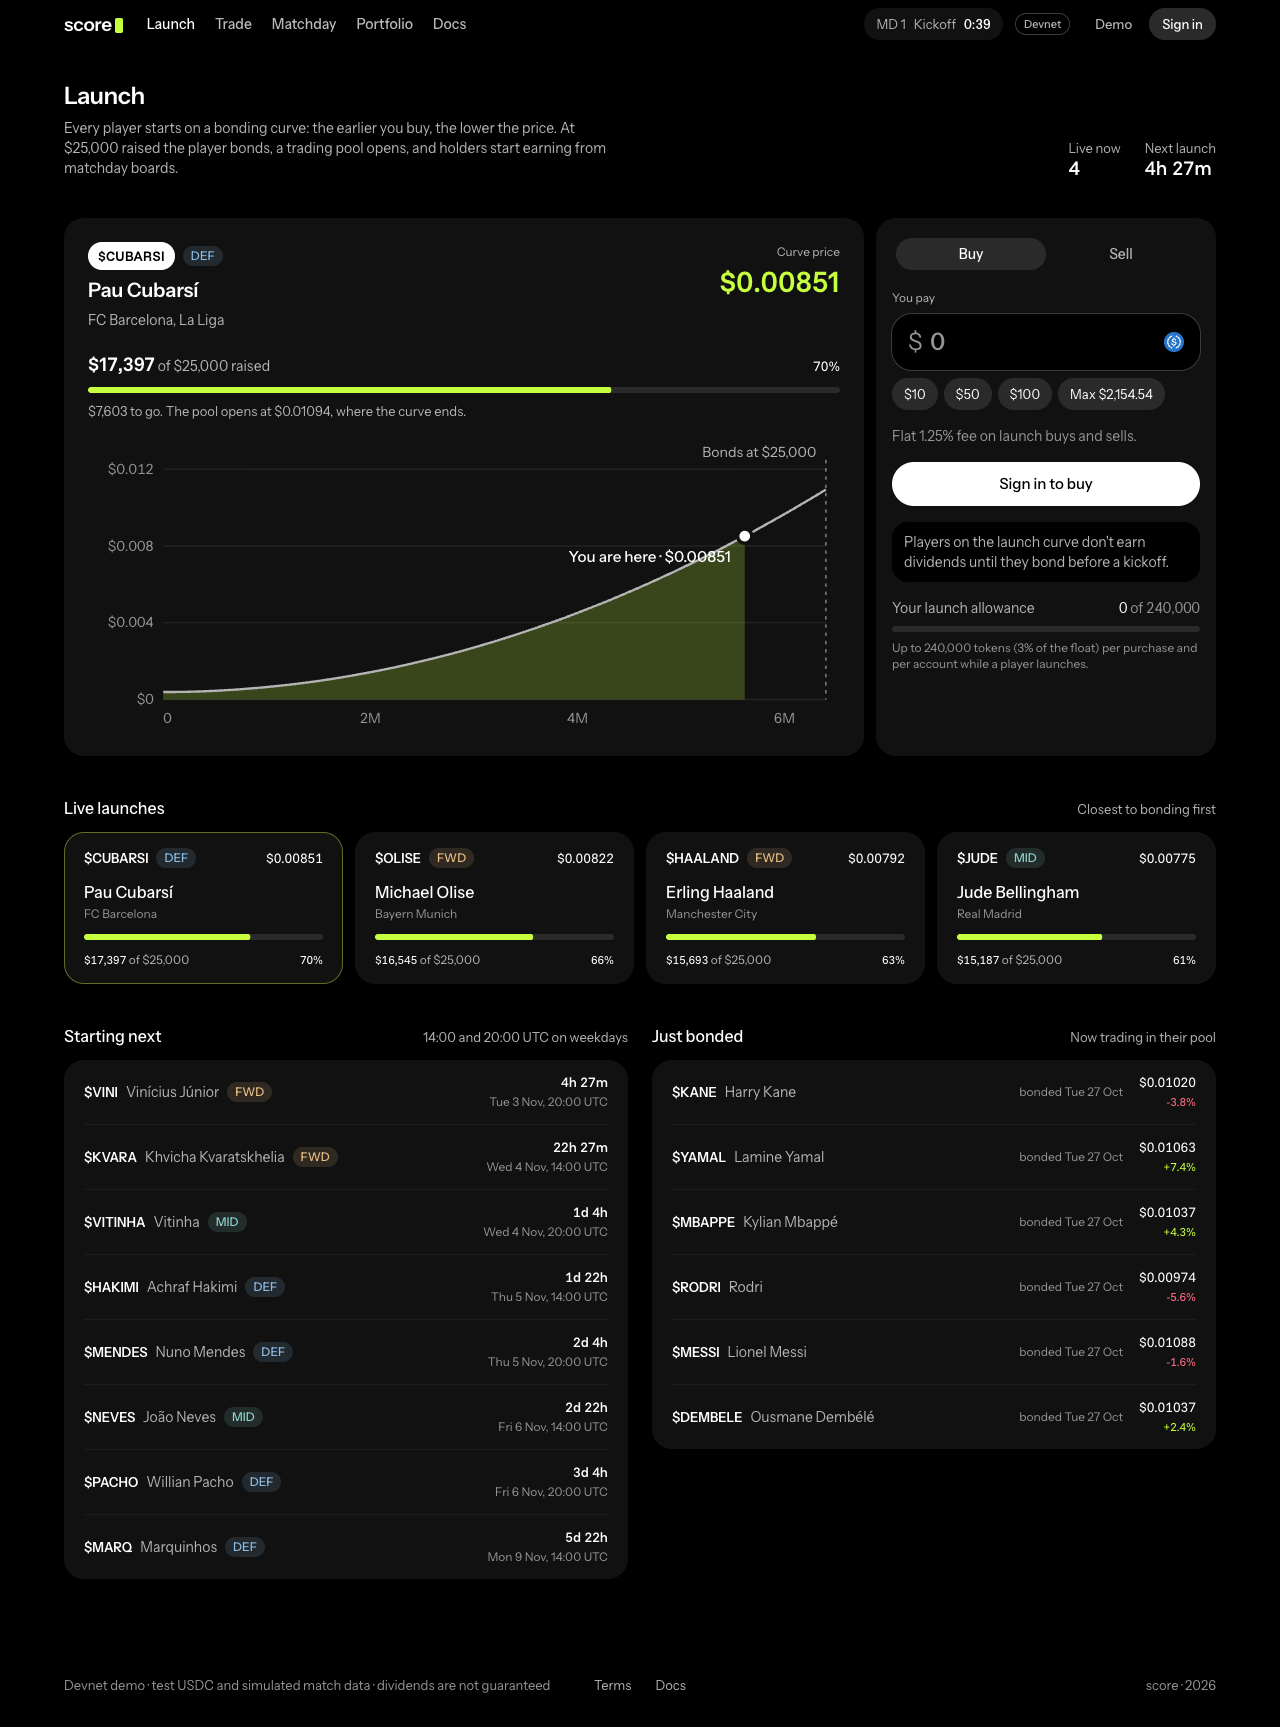 score
Launch
Trade
Matchday
Portfolio
Docs
MD 1 Kickoff 0:39
Devnet
Demo
Sign in
Launch
Every player starts on a bonding curve: the earlier you buy, the lower the price. At
$25,000 raised the player bonds, a trading pool opens, and holders start earning from
matchday boards.
Live now
4
Next launch
4h 27m
$CUBARSI DEF
Pau Cubarsí
FC Barcelona, La Liga
Curve price
$0.00851
$17,397 of $25,000 raised
70%
$7,603 to go. The pool opens at $0.01094, where the curve ends.
Bonds at $25,000
$0.012
$0.008
You are here · $0.00851
$0.004
$0
0
2M
4M
6M
Buy
Sell
You pay
$ 0
$10
$50
$100
Max $2,154.54
Flat 1.25% fee on launch buys and sells.
Sign in to buy
Players on the launch curve don't earn
dividends until they bond before a kickoff.
Your launch allowance
0 of 240,000
Up to 240,000 tokens (3% of the float) per purchase and
per account while a player launches.
Live launches
Closest to bonding first
$CUBARSI DEF $0.00851
Pau Cubarsí
FC Barcelona
$17,397 of $25,000 70%
$OLISE FWD $0.00822
Michael Olise
Bayern Munich
$16,545 of $25,000 66%
$HAALAND FWD $0.00792
Erling Haaland
Manchester City
$15,693 of $25,000 63%
$JUDE MID $0.00775
Jude Bellingham
Real Madrid
$15,187 of $25,000 61%
Starting next
14:00 and 20:00 UTC on weekdays
$VINI Vinícius Júnior FWD
4h 27m
Tue 3 Nov, 20:00 UTC
$KVARA Khvicha Kvaratskhelia FWD
22h 27m
Wed 4 Nov, 14:00 UTC
$VITINHA Vitinha MID
1d 4h
Wed 4 Nov, 20:00 UTC
$HAKIMI Achraf Hakimi DEF
1d 22h
Thu 5 Nov, 14:00 UTC
$MENDES Nuno Mendes DEF
2d 4h
Thu 5 Nov, 20:00 UTC
$NEVES João Neves MID
2d 22h
Fri 6 Nov, 14:00 UTC
$PACHO Willian Pacho DEF
3d 4h
Fri 6 Nov, 20:00 UTC
$MARQ Marquinhos DEF
5d 22h
Mon 9 Nov, 14:00 UTC
Just bonded
Now trading in their pool
$KANE Harry Kane bonded Tue 27 Oct
$0.01020
-3.8%
$YAMAL Lamine Yamal bonded Tue 27 Oct
$0.01063
+7.4%
$MBAPPE Kylian Mbappé bonded Tue 27 Oct
$0.01037
+4.3%
$RODRI Rodri bonded Tue 27 Oct
$0.00974
-5.6%
$MESSI Lionel Messi bonded Tue 27 Oct
$0.01088
-1.6%
$DEMBELE Ousmane Dembélé bonded Tue 27 Oct
$0.01037
+2.4%
Devnet demo · test USDC and simulated match data · dividends are not guaranteed
Terms
Docs
score · 2026